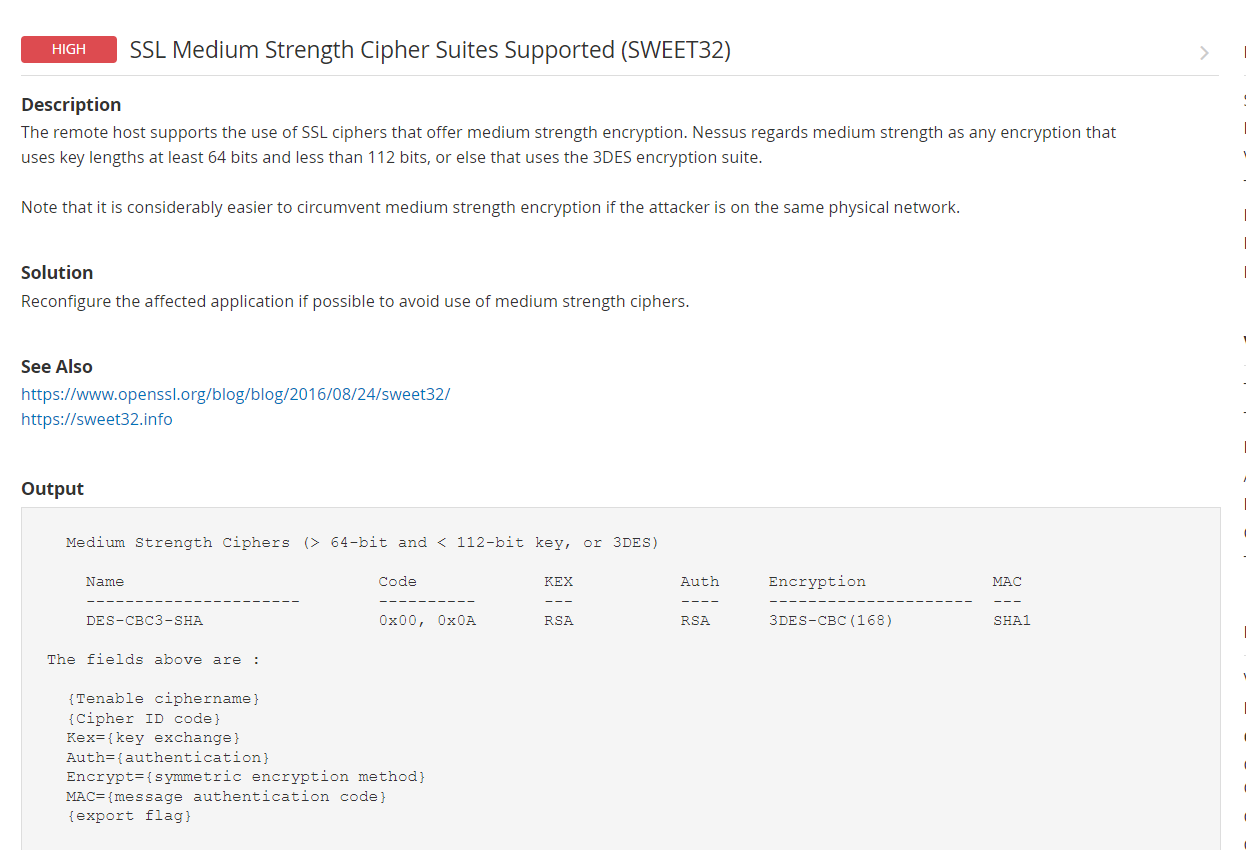 HIGH SSL Medium Strength Cipher Suites Supported (SWEET32)
Description
The remote host supports the use of SSL ciphers that offer medium strength encryption. Nessus regards medium strength as any encryption that
uses key lengths at least 64 bits and less than 112 bits, or else that uses the 3DES encryption suite.
Note that it is considerably easier to circumvent medium strength encryption if the attacker is on the same physical network.
Solution
Reconfigure the affected application if possible to avoid use of medium strength ciphers.
See Also
https://www.openssl.org/blog/blog/2016/08/24/sweet32/
https://sweet32.info
Output
Medium Strength Ciphers (> 64-bit and < 112-bit key, or 3DES)
Name Code KEX Auth Encryption MAC
---------------------- ---------- --- ---- --------------------- ---
DES-CBC3-SHA 0x00, 0x0A RSA RSA 3DES-CBC(168) SHA1
The fields above are :
{Tenable ciphername}
{Cipher ID code}
Kex={key exchange}
Auth={authentication}
Encrypt={symmetric encryption method}
MAC={message authentication code}
{export flag}